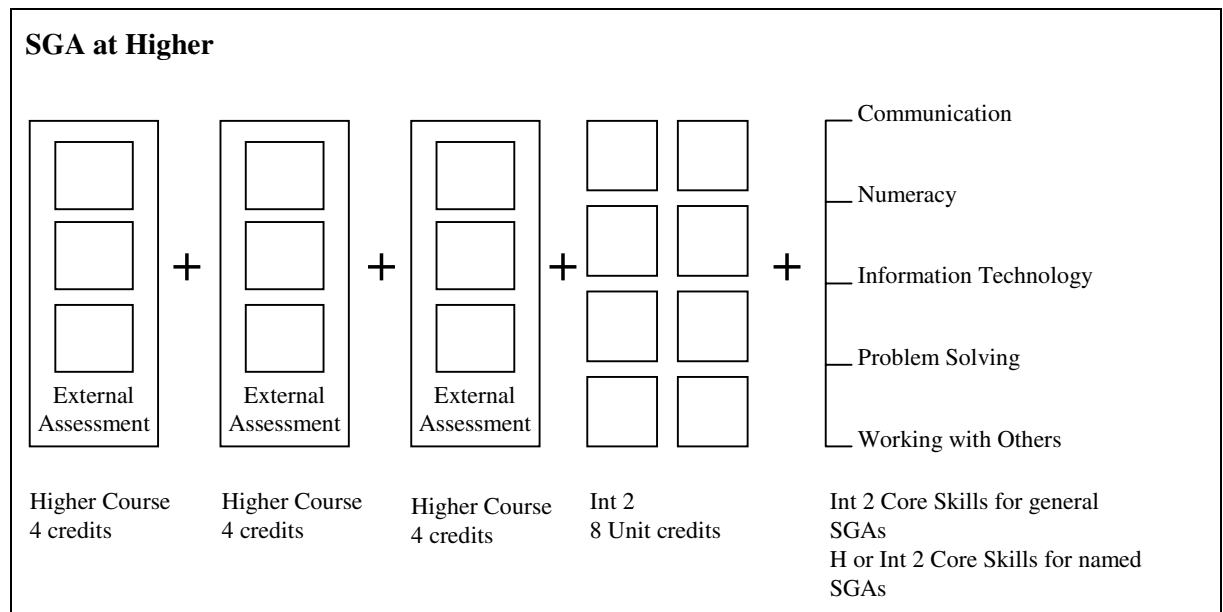 SGA at Higher
External
Assessment
+
External
Assessment
+
External
Assessment
+
+
Communication
Numeracy
Information Technology
Problem Solving
Working with Others
Higher Course
4 credits
Higher Course
4 credits
Higher Course
4 credits
Int 2
8 Unit credits
Int 2 Core Skills for general
SGAs
H or Int 2 Core Skills for named
SGAs